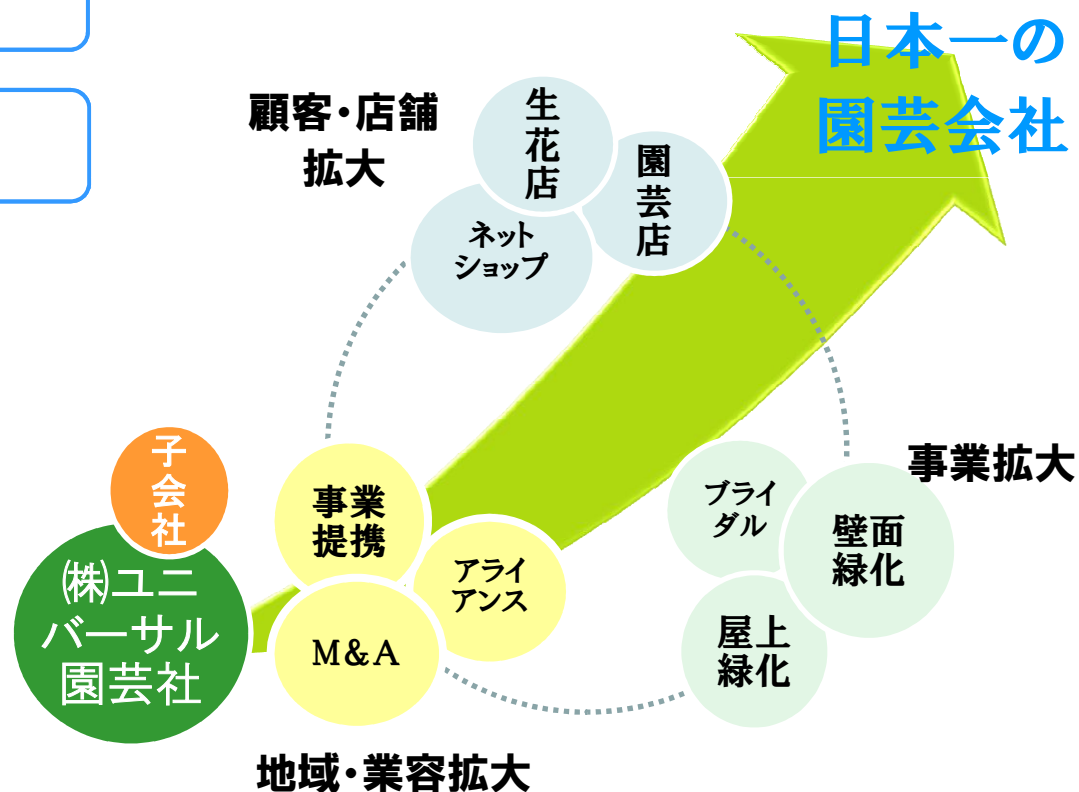 日本一の
園芸会社
顧客・店舗
拡大
生花店
園芸店
ネット
ショップ
子会社
㈱ユニ
バーサル
園芸社
事業
提携
アライ
アンス
M&A
地域・業容拡大
事業拡大
ブライ
ダル
壁面
緑化
屋上
緑化